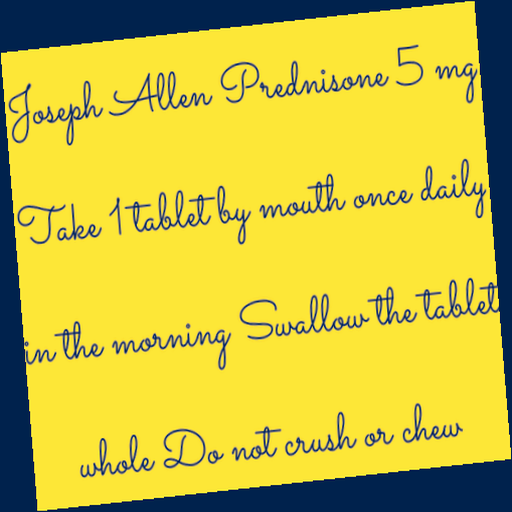 Joseph Allen Prednisone 5 mg
Take 1 tablet by mouth once daily
in the morning Swallow the tablet
whole Do not crush or chew